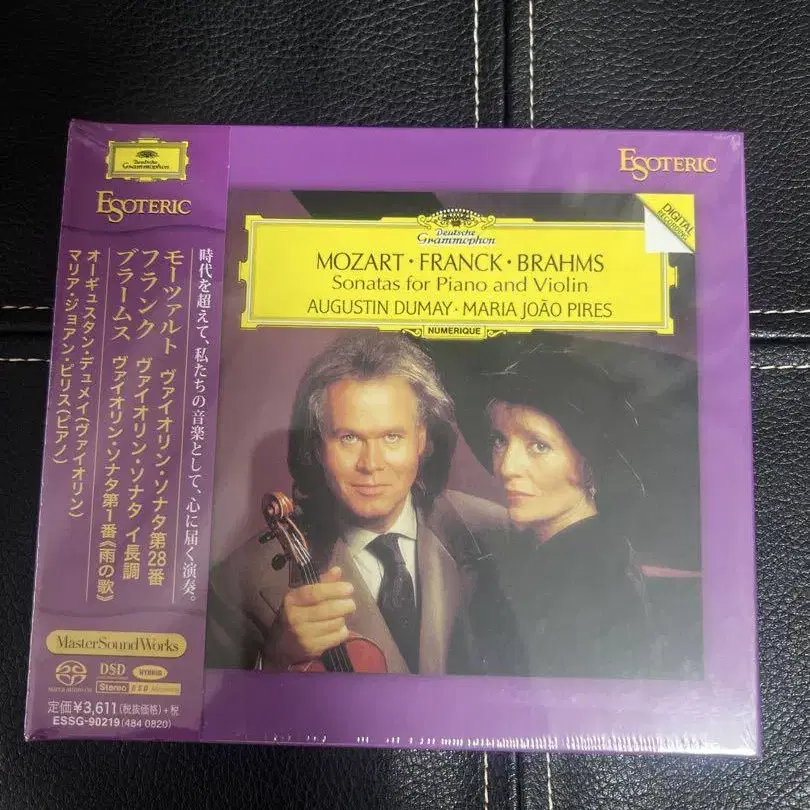 Deutsche
Grammophon
ESOTERIC
時代を超えて、私たちの音楽として、心に届く演奏。
モーツァルト ヴァイオリン・ソナタ第28番
フランク ヴァイオリン・ソナタ イ長調
ブラームス ヴァイオリン・ソナタ第1番《雨の歌》
オーギュスタン・デュメイ(ヴァイオリン)
マリア・ジョアン・ピリス(ピアノ)
MasterSoundWorks
SUPER AUDIO CD
DSD
HYBRID
Stereo DSD Mastering
定価¥3,611(税抜価格)+税
ESSG-90219(484 0820)
ESOTERIC
DIGITAL
RECORDING
Deutsche
Grammophon
MOZART・FRANCK・BRAHMS
Sonatas for Piano and Violin
AUGUSTIN DUMAY・MARIA JOÃO PIRES
NUMERIQUE